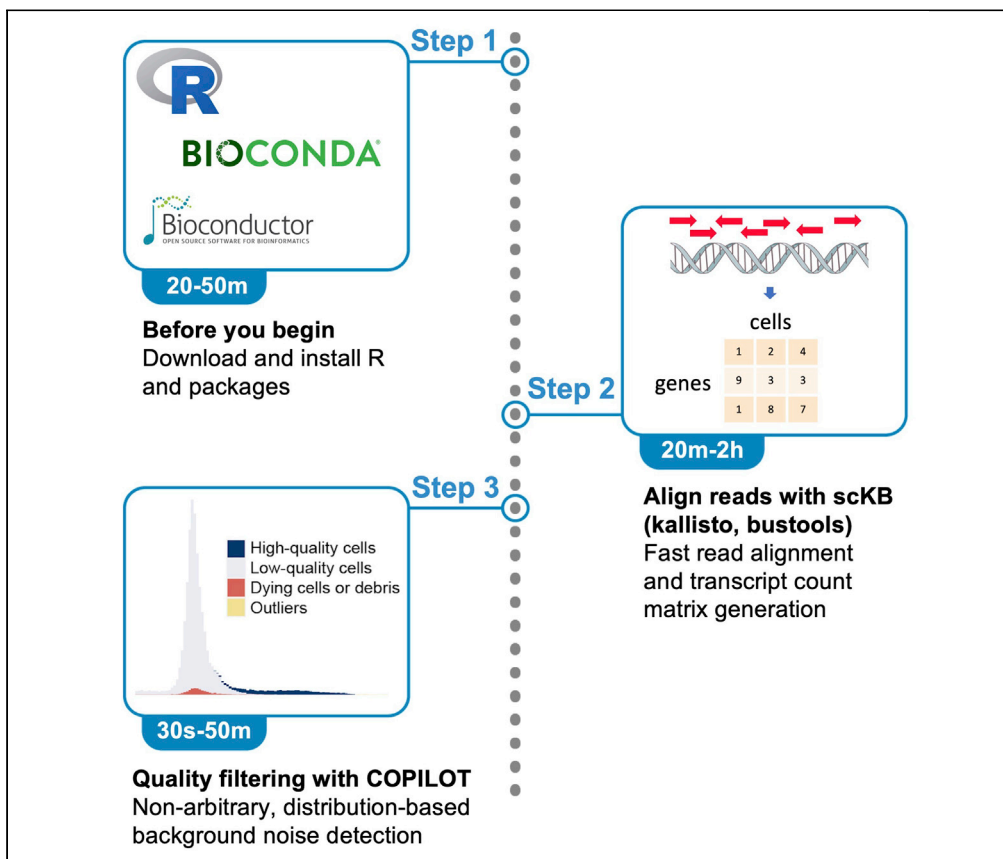 Step 1
R
BIOCONDA®
Bioconductor
OPEN SOURCE SOFTWARE FOR BIOINFORMATICS
20-50m
Before you begin
Download and install R
and packages
Step 2
cells
genes
1 2 4
9 3 3
1 8 7
20m-2h
Align reads with scKB
(kallisto, bustools)
Fast read alignment
and transcript count
matrix generation
Step 3
High-quality cells
Low-quality cells
Dying cells or debris
Outliers
30s-50m
Quality filtering with COPILOT
Non-arbitrary, distribution-based
background noise detection